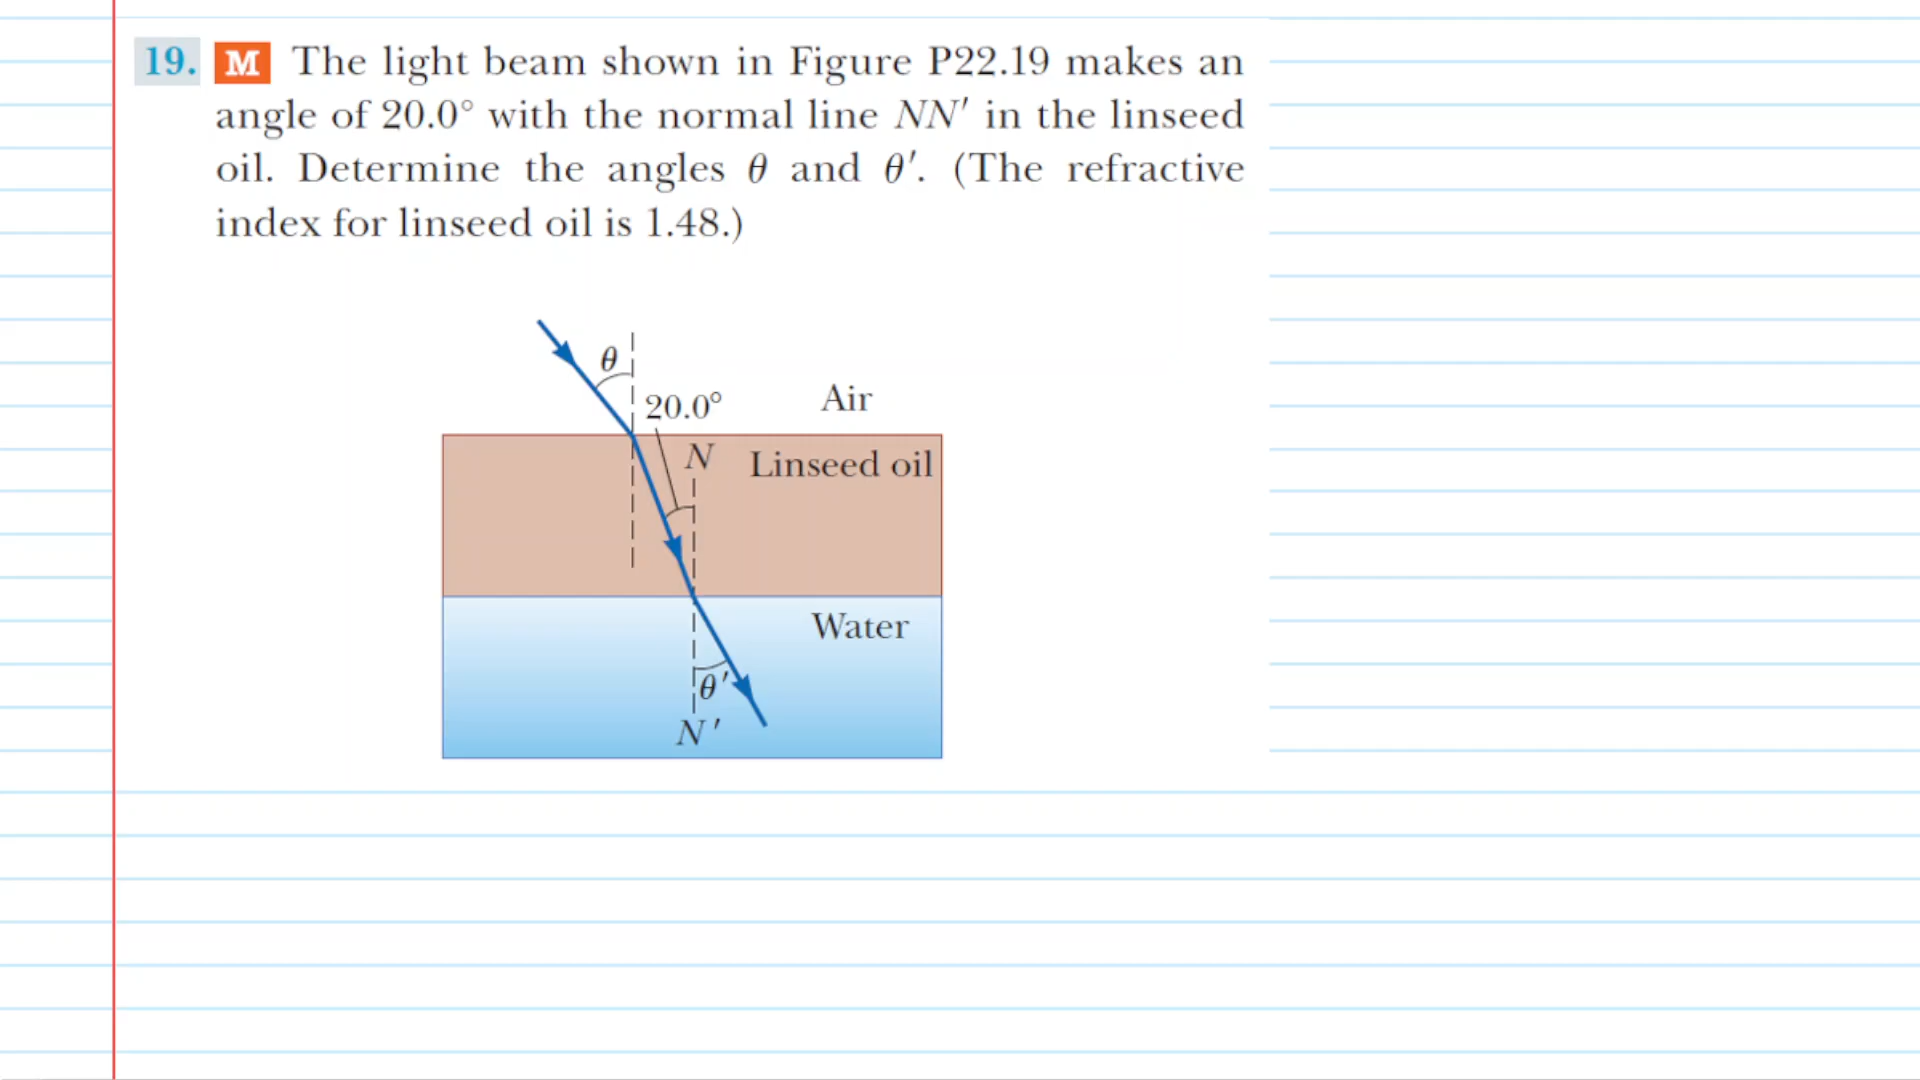 19. M The light beam shown in Figure P22.19 makes an
angle of 20.0° with the normal line NN′ in the linseed
oil. Determine the angles θ and θ′. (The refractive
index for linseed oil is 1.48.)
θ
20.0°
Air
N
Linseed oil
Water
θ′
N′